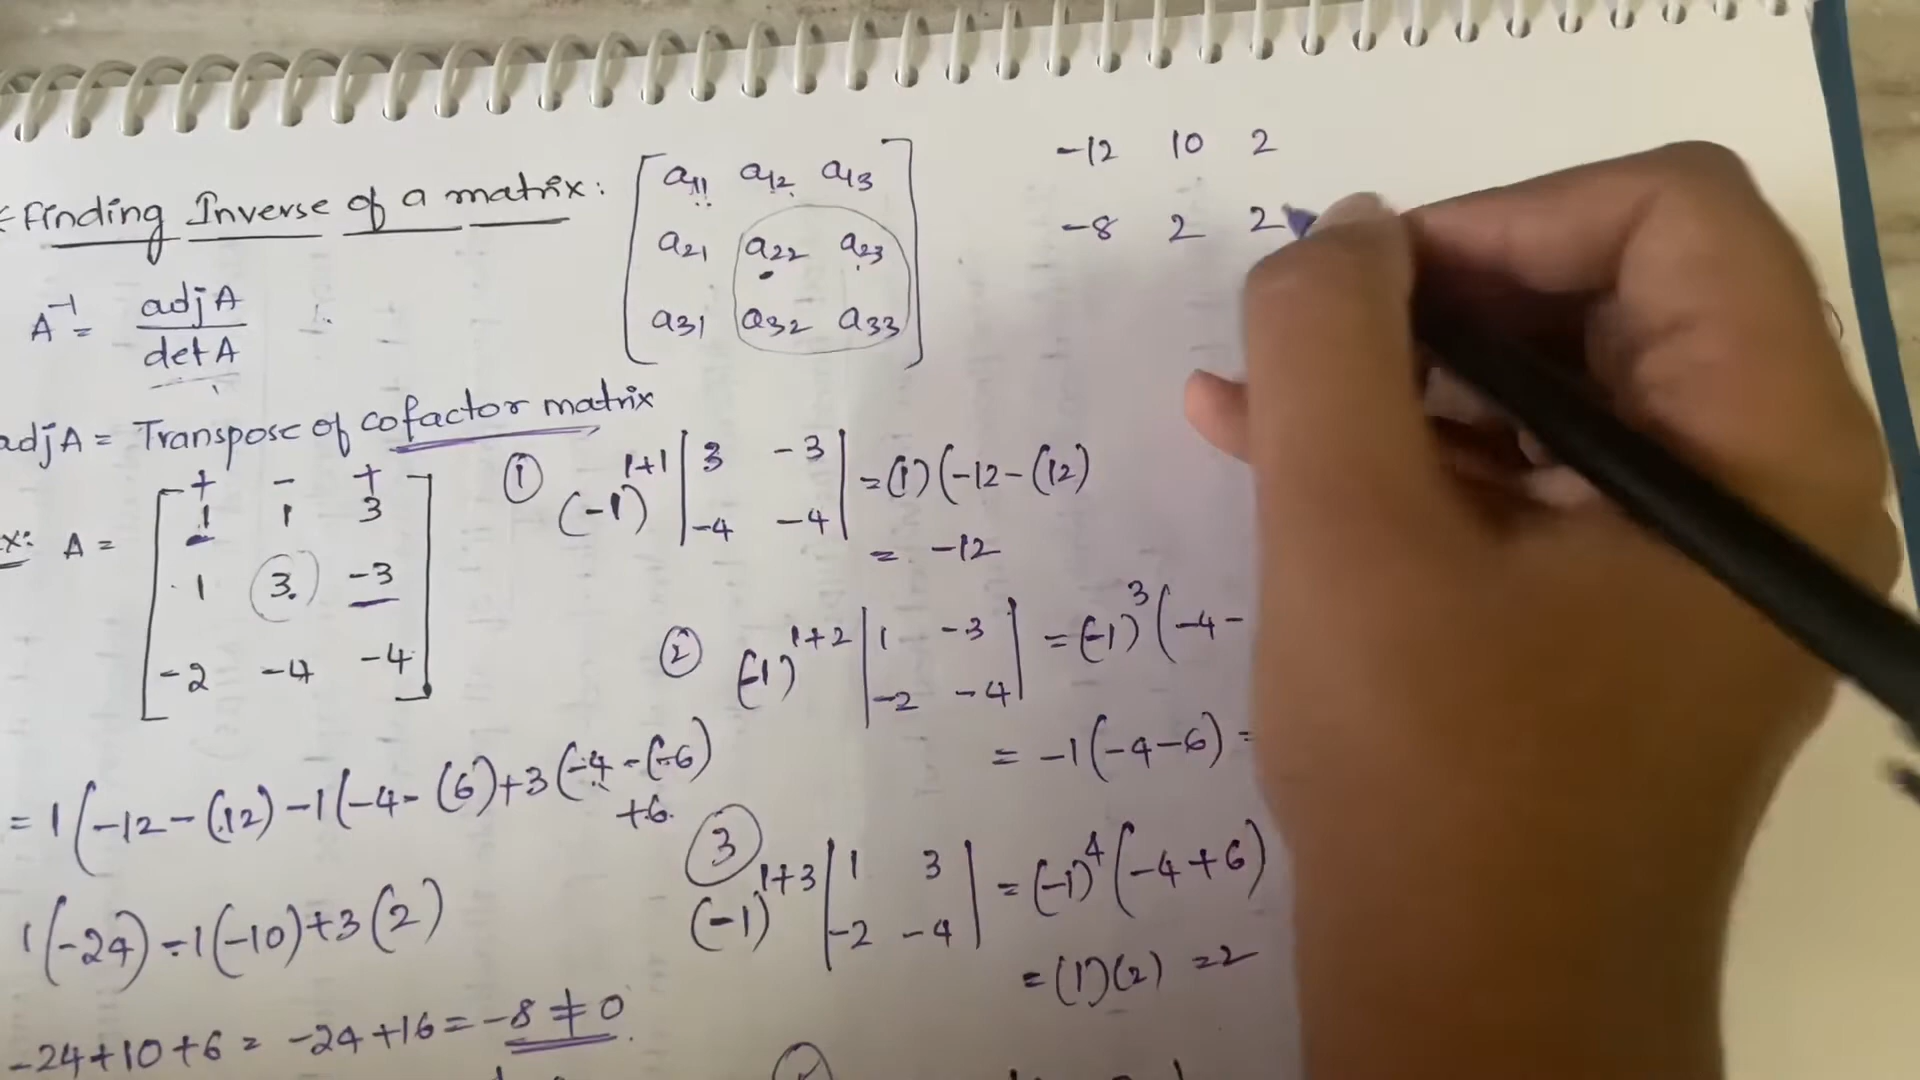 Finding Inverse of a matrix:
a11 a12 a13
a21 a22 a23
a31 a32 a33
-12 10 2
-8 2 2
A⁻¹ = adj A / det A
adj A = Transpose of cofactor matrix
+ - +
x: A =
1 1 3
1 3 -3
-2 -4 -4
① (-1)^1+1 | 3 -3
-4 -4 | = (1)(-12-(12)
= -12
② (-1)^1+2 | 1 -3
-2 -4 | = (-1)^3 (-4-
= -1(-4-6) =
③ (-1)^1+3 | 1 3
-2 -4 | = (-1)^4 (-4+6)
= (1)(2) = 2
= 1(-12-(12)-1(-4-(6)+3(-4-(-6)
+6.
1(-24)-1(-10)+3(2)
-24+10+6 = -24+16 = -8 ≠ 0